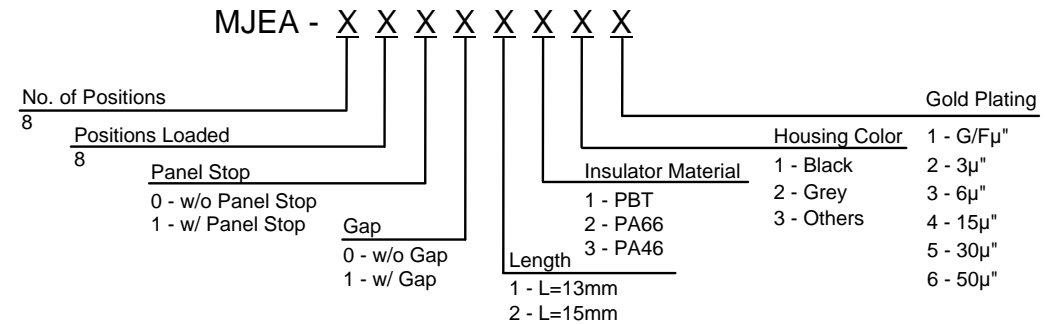 MJEA - X X X X X X X X
No. of Positions
8
Positions Loaded
8
Panel Stop
0 - w/o Panel Stop
1 - w/ Panel Stop
Gap
0 - w/o Gap
1 - w/ Gap
Length
1 - L=13mm
2 - L=15mm
Insulator Material
1 - PBT
2 - PA66
3 - PA46
Housing Color
1 - Black
2 - Grey
3 - Others
Gold Plating
1 - G/Fµ"
2 - 3µ"
3 - 6µ"
4 - 15µ"
5 - 30µ"
6 - 50µ"